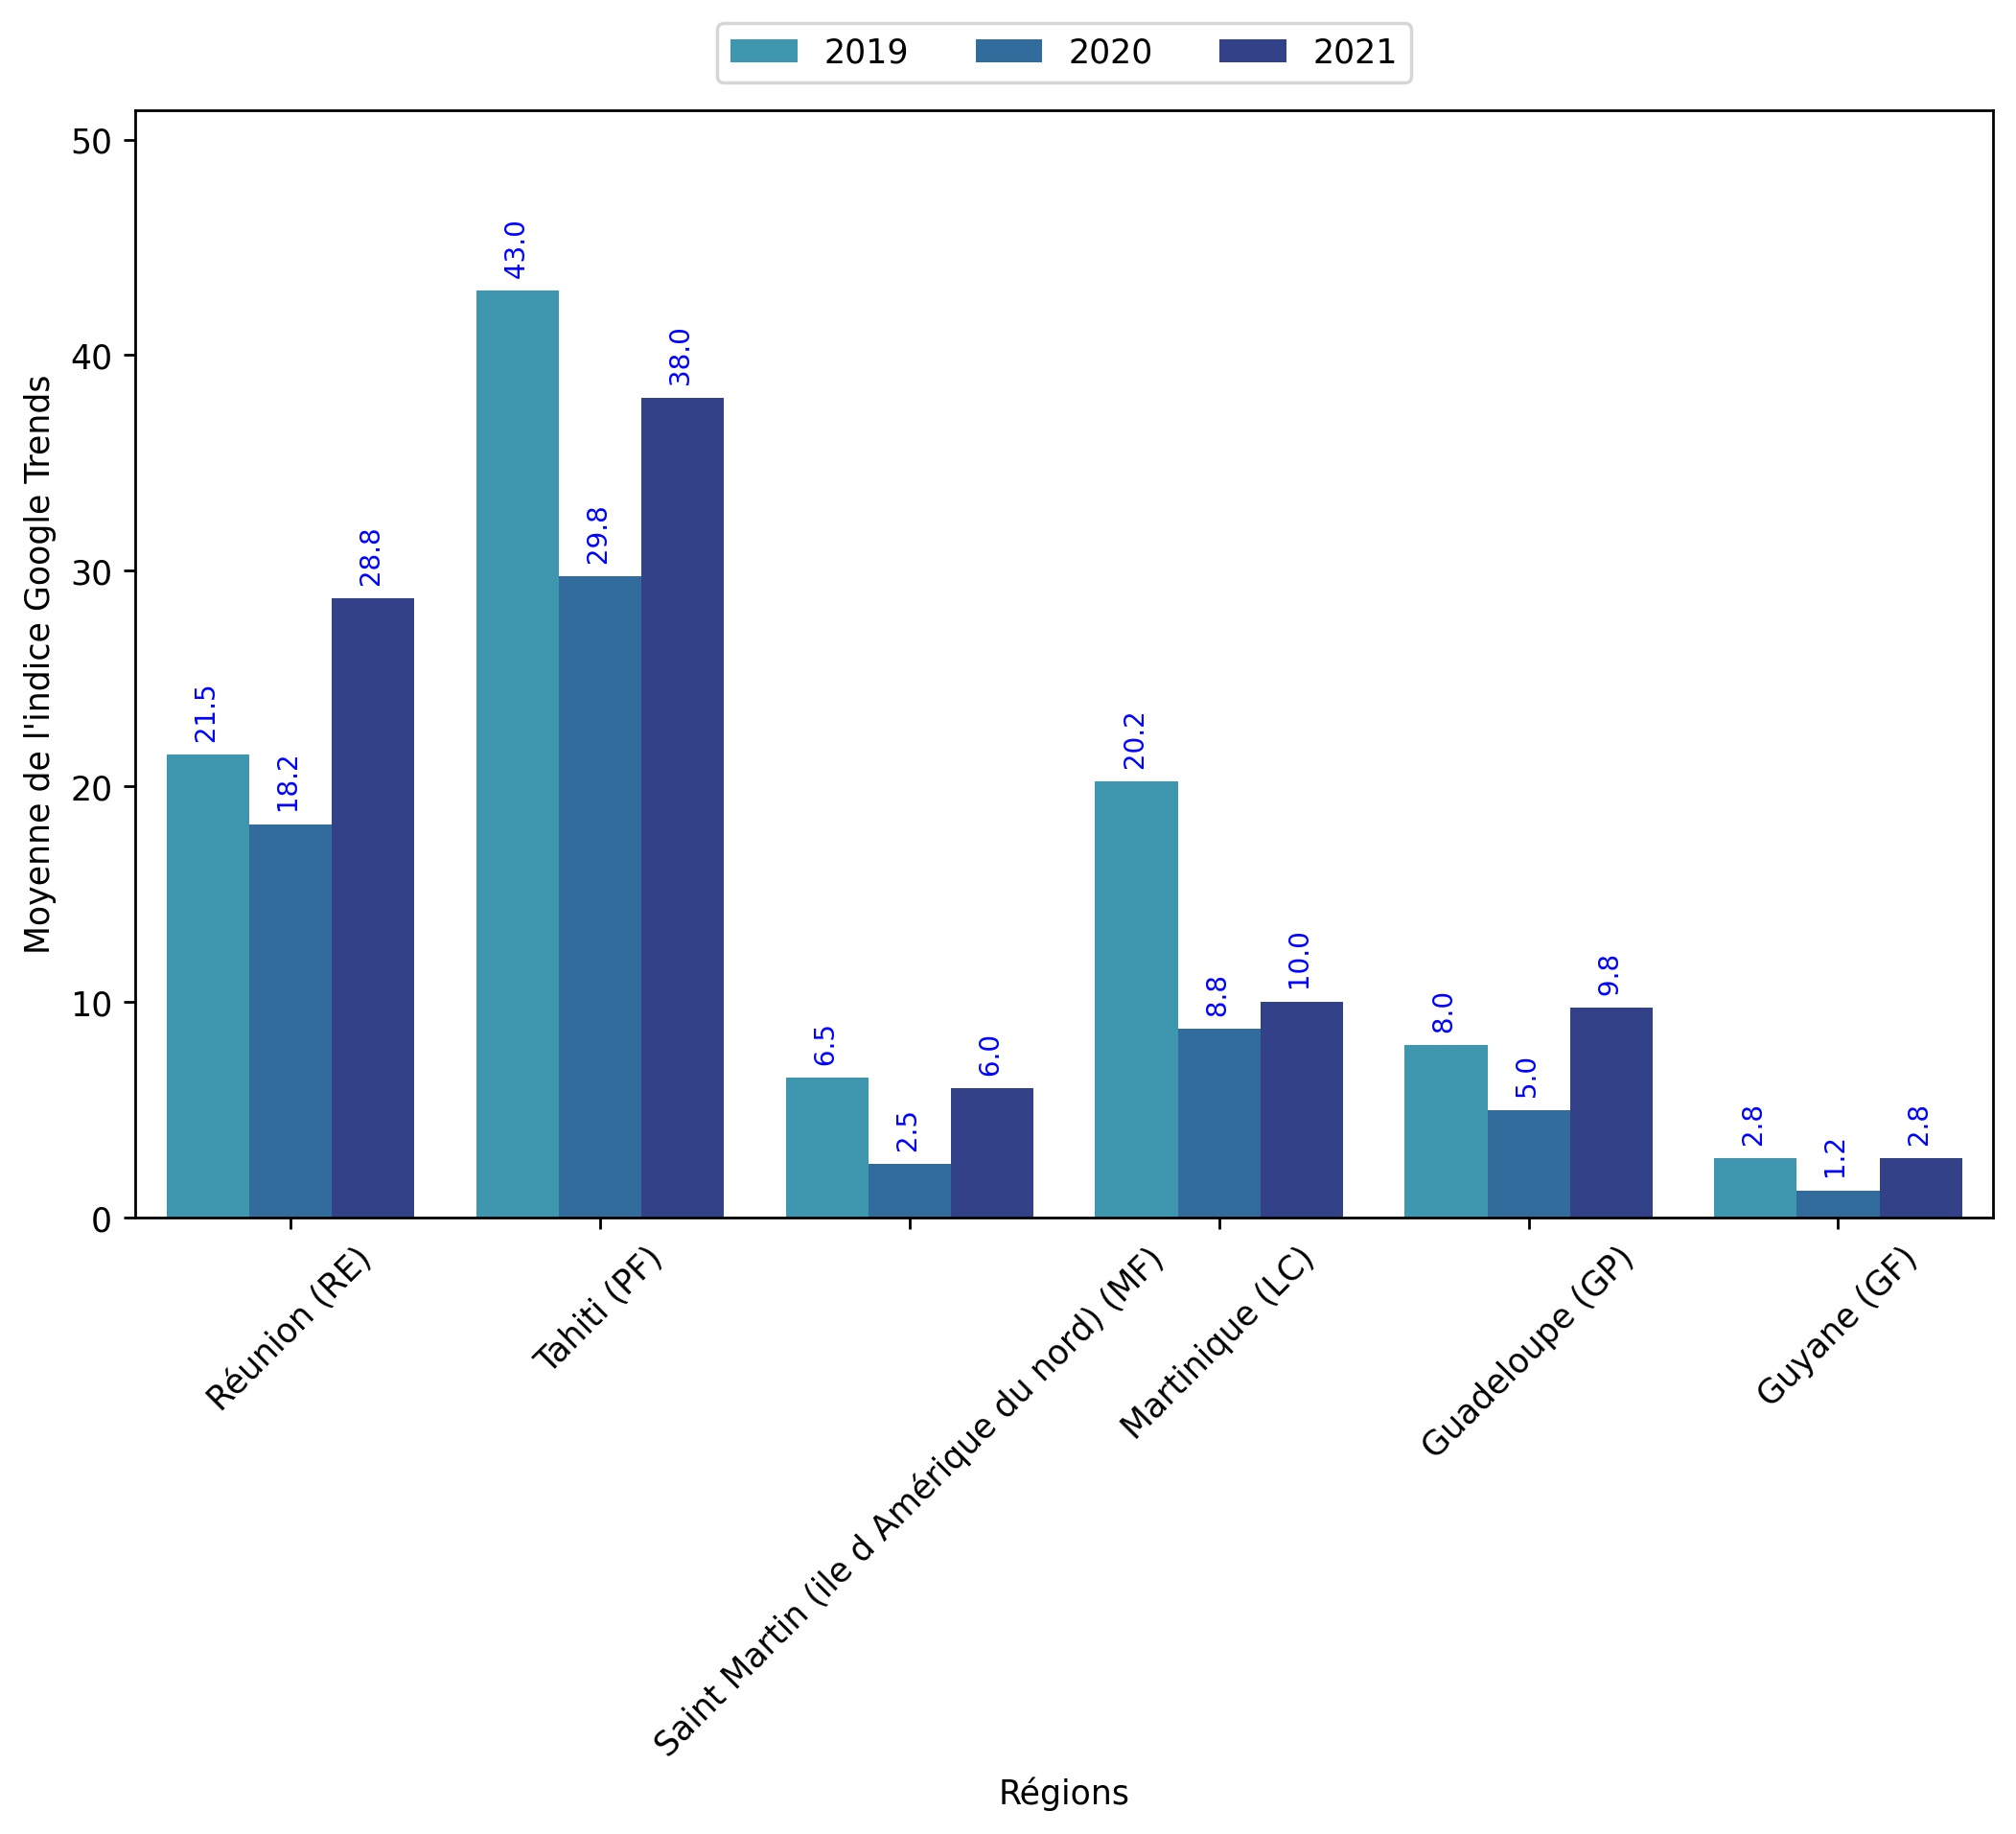 2019 2020 2021
Moyenne de l'indice Google Trends
50
40
30
20
10
0
21.5 18.2 28.8
43.0 29.8 38.0
6.5 2.5 6.0
20.2 8.8 10.0
8.0 5.0 9.8
2.8 1.2 2.8
Réunion (RE)
Tahiti (PF)
Saint Martin (ile d Amérique du nord) (MF)
Martinique (LC)
Guadeloupe (GP)
Guyane (GF)
Régions